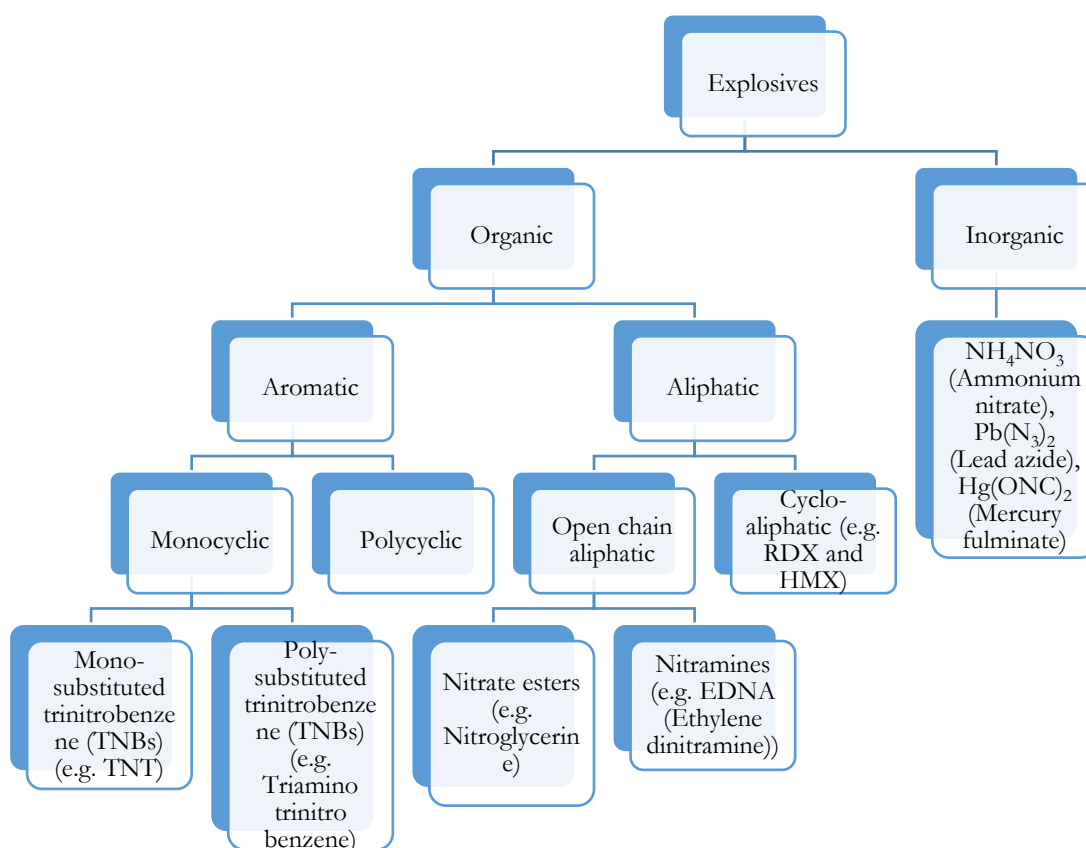 Explosives
Organic
Inorganic
Aromatic
Aliphatic
NH₄NO₃
(Ammonium
nitrate),
Pb(N₃)₂
(Lead azide),
Hg(ONC)₂
(Mercury
fulminate)
Monocyclic
Polycyclic
Open chain
aliphatic
Cyclo-
aliphatic (e.g.
RDX and
HMX)
Mono-
substituted
trinitrobenze
ne (TNBs)
(e.g. TNT)
Poly-
substituted
trinitrobenze
ne (TNBs)
(e.g.
Triamino
trinitro
benzene)
Nitrate esters
(e.g.
Nitroglycerin
e)
Nitramines
(e.g. EDNA
(Ethylene
dinitramine))